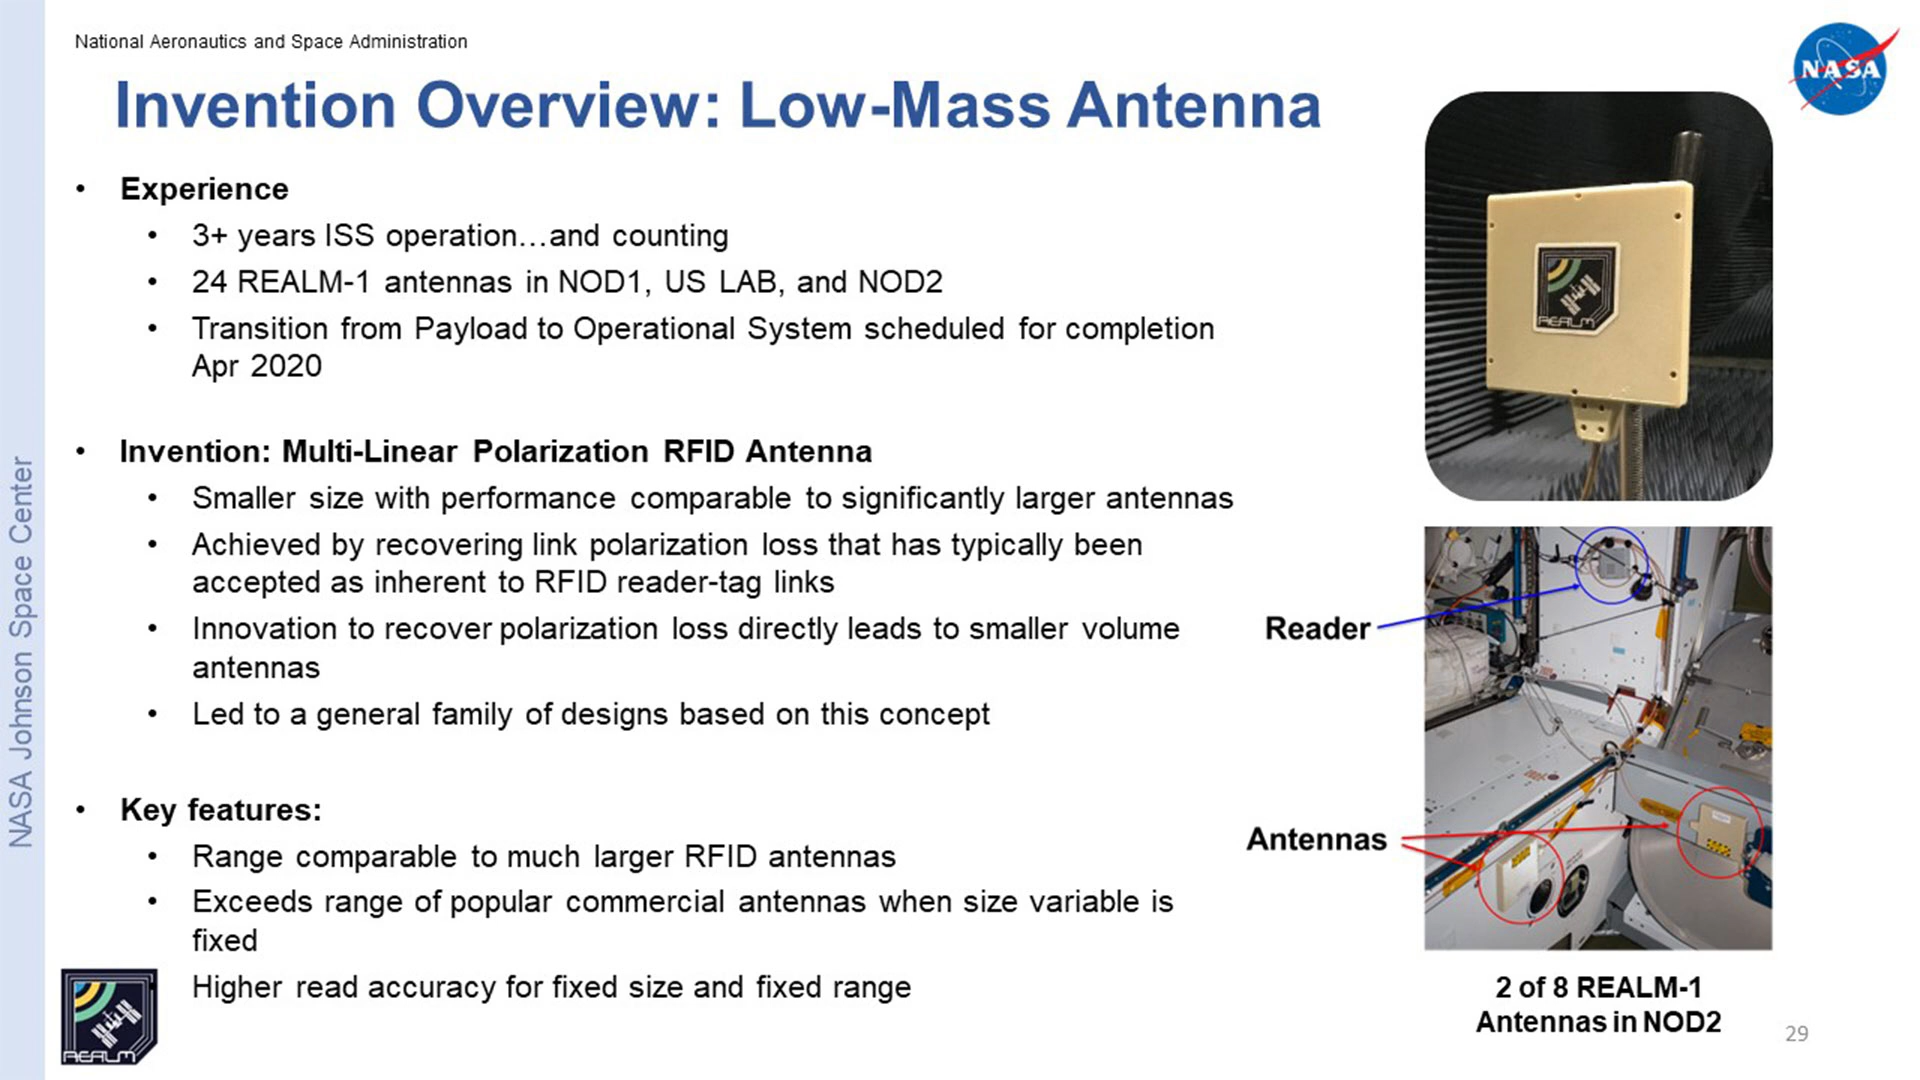 National Aeronautics and Space Administration
NASA
Invention Overview: Low-Mass Antenna
• Experience
• 3+ years ISS operation…and counting
• 24 REALM-1 antennas in NOD1, US LAB, and NOD2
• Transition from Payload to Operational System scheduled for completion
Apr 2020
• Invention: Multi-Linear Polarization RFID Antenna
• Smaller size with performance comparable to significantly larger antennas
• Achieved by recovering link polarization loss that has typically been
accepted as inherent to RFID reader-tag links
• Innovation to recover polarization loss directly leads to smaller volume
antennas
• Led to a general family of designs based on this concept
• Key features:
• Range comparable to much larger RFID antennas
• Exceeds range of popular commercial antennas when size variable is
fixed
Higher read accuracy for fixed size and fixed range
REALM
Reader
Antennas
2 of 8 REALM-1
Antennas in NOD2
REALM
29
NASA Johnson Space Center